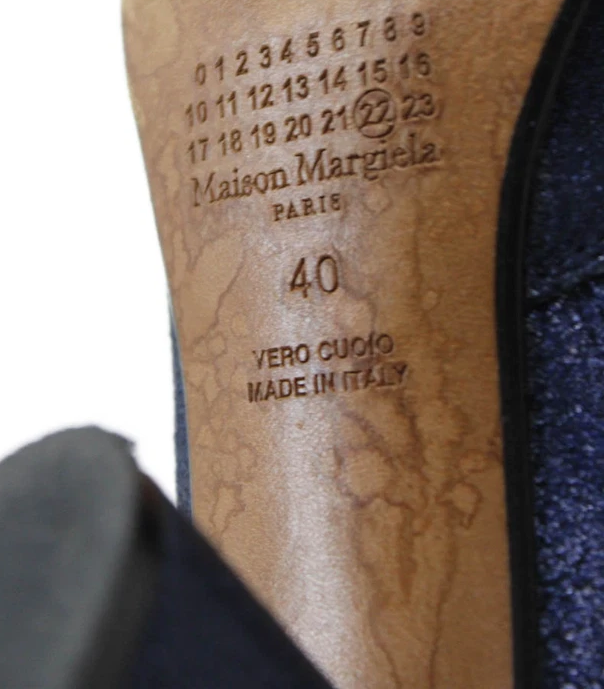 0 1 2 3 4 5 6 7 8 9
10 11 12 13 14 15 16
17 18 19 20 21 22 23
Maison Margiela
PARIS
40
VERO CUOIO
MADE IN ITALY